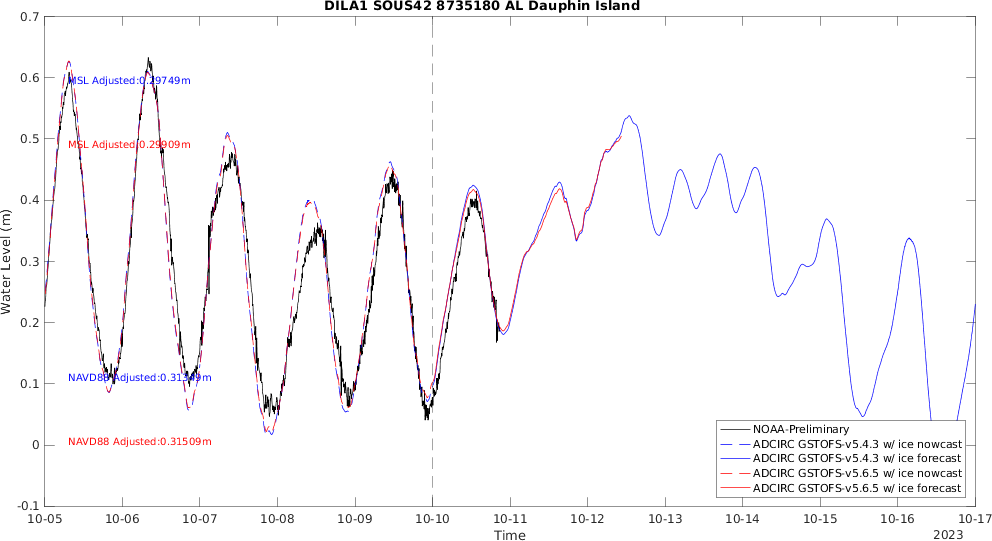 DILA1 SOUS42 8735180 AL Dauphin Island
Water Level (m)
0.7
0.6
0.5
0.4
0.3
0.2
0.1
0
-0.1
MSL Adjusted:0.29749m
MSL Adjusted:0.29909m
NAVD88 Adjusted:0.31349m
NAVD88 Adjusted:0.31509m
NOAA-Preliminary
ADCIRC GSTOFS-v5.4.3 w/ ice nowcast
ADCIRC GSTOFS-v5.4.3 w/ ice forecast
ADCIRC GSTOFS-v5.6.5 w/ ice nowcast
ADCIRC GSTOFS-v5.6.5 w/ ice forecast
10-05 10-06 10-07 10-08 10-09 10-10 10-11 10-12 10-13 10-14 10-15 10-16 10-17
Time
2023